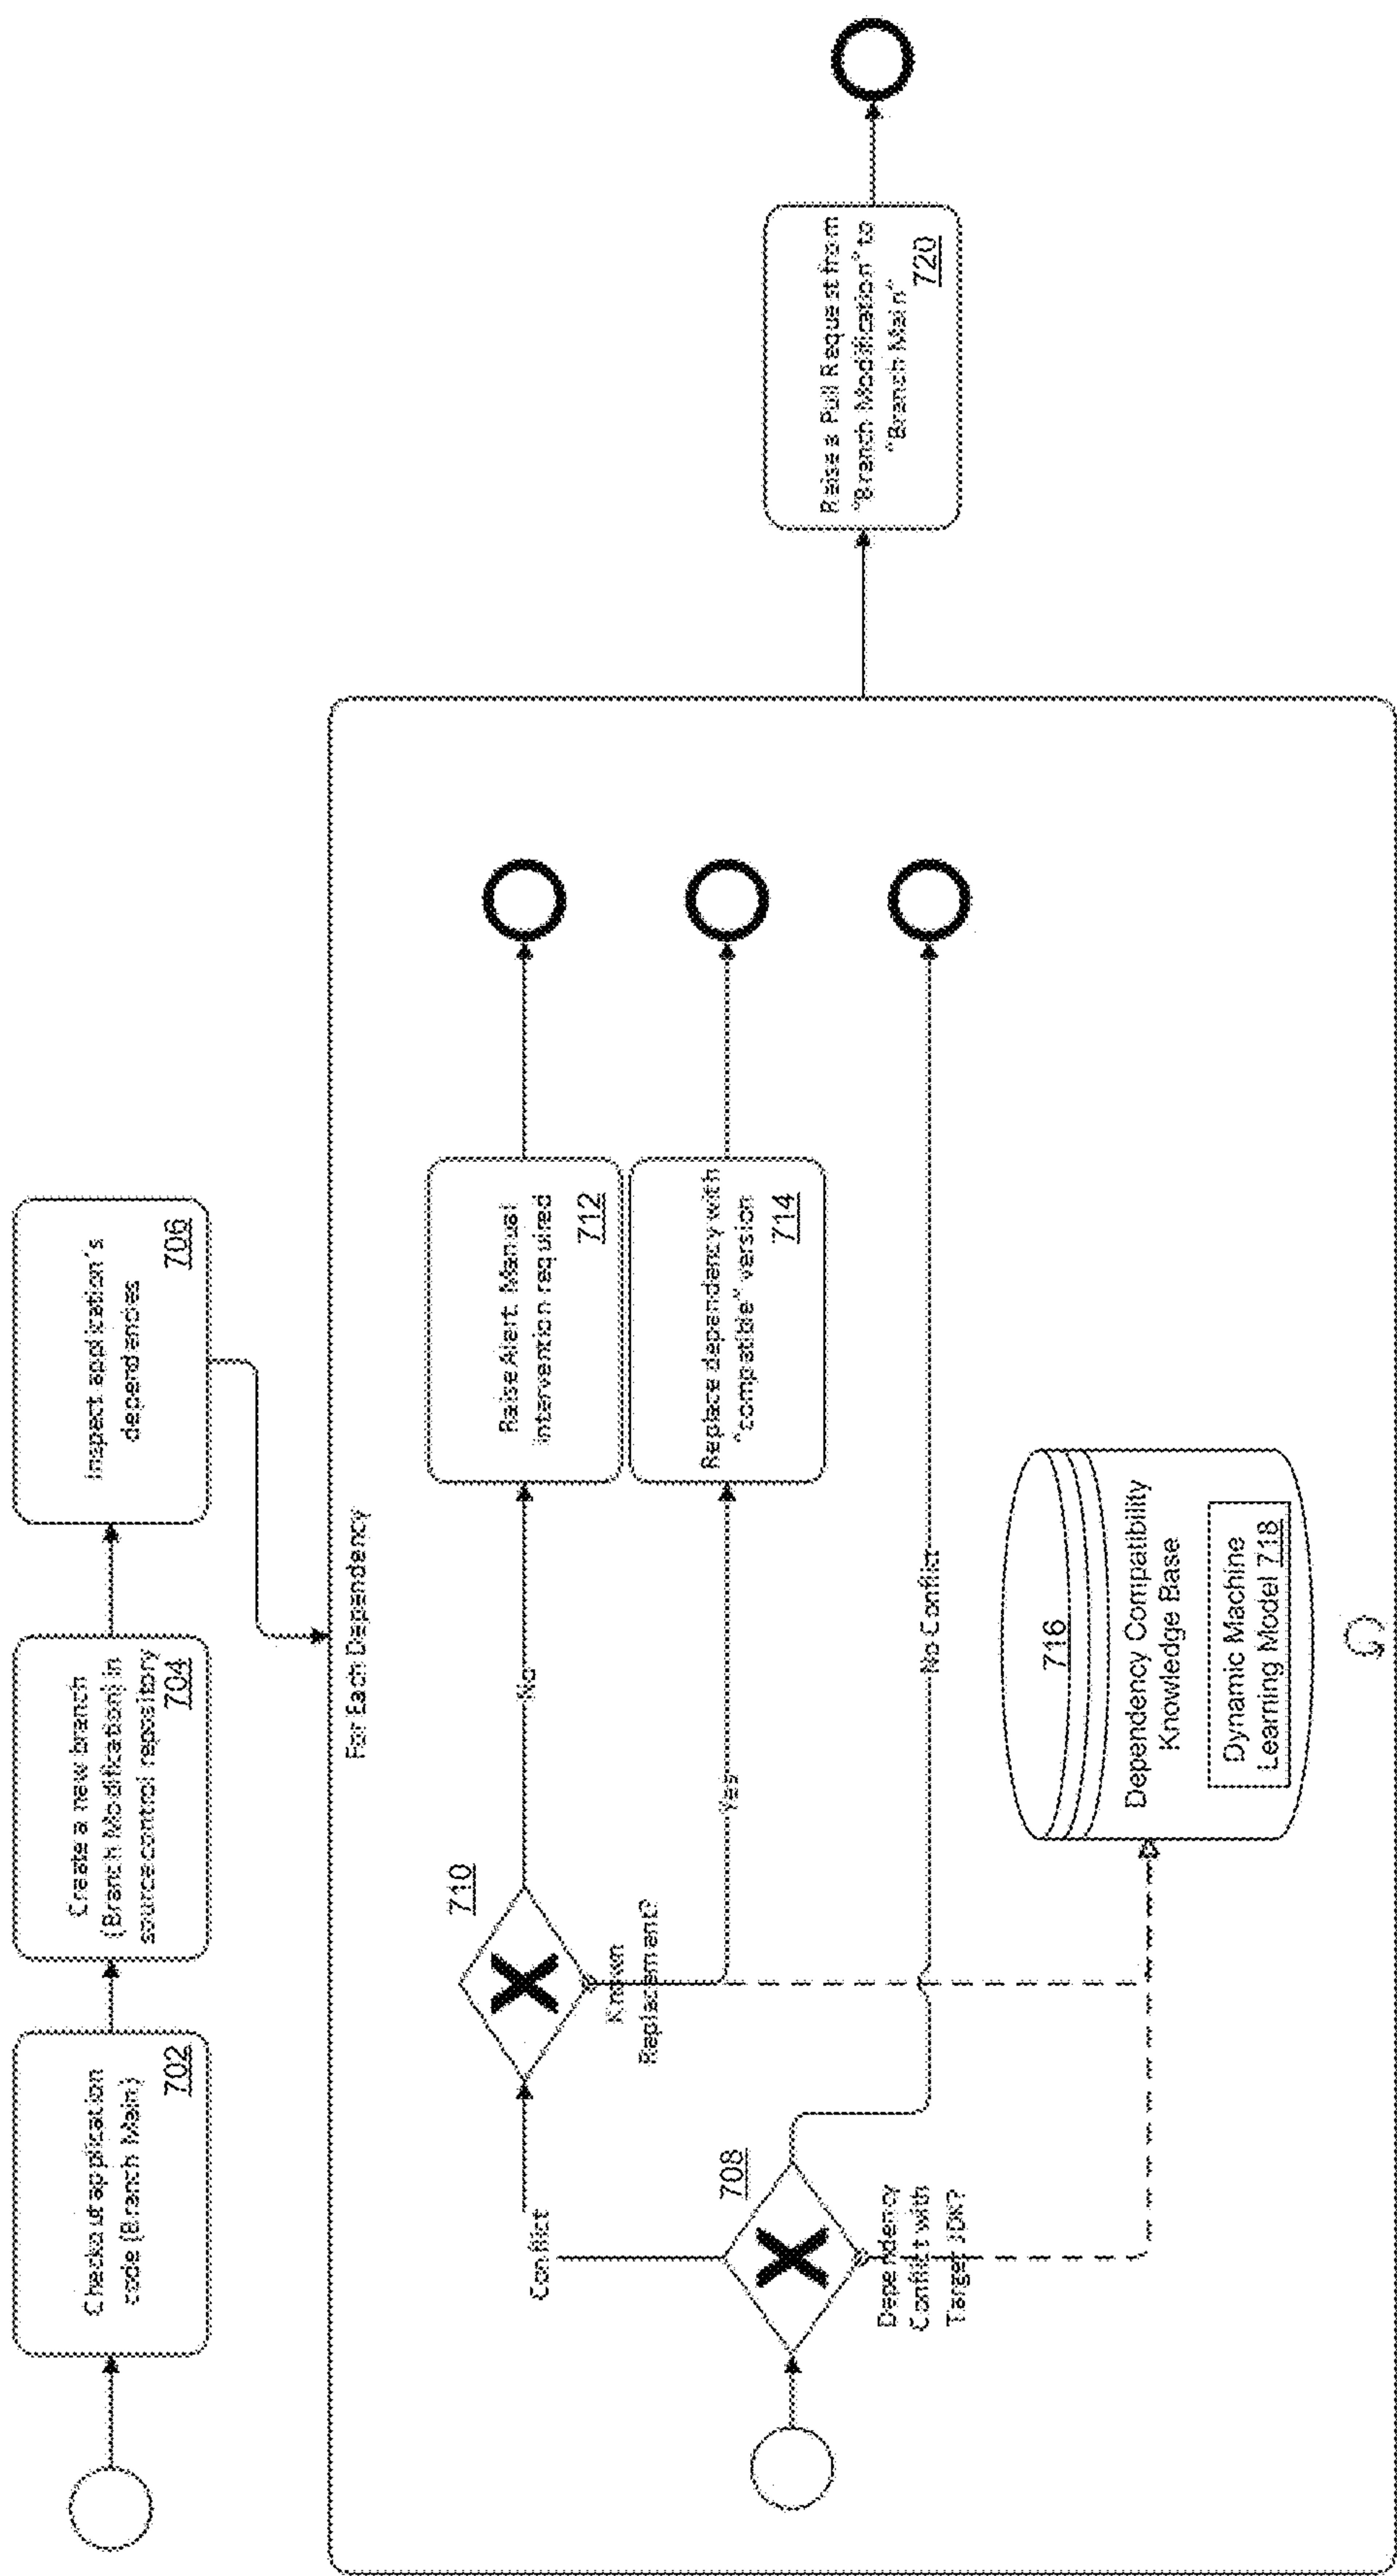 Checkout application
code (Branch Main)
702
Create a new branch
(Branch Modification) in
source control repository
704
Inspect application's
dependencies
706
For Each Dependency
Conflict
708
Dependency
Conflict with
Target JDK?
710
Known
Replacement?
No
Yes
No Conflict
Raise Alert. Manual
intervention required
712
Replace dependency with
"compatible" version
714
716
Dependency Compatibility
Knowledge Base
Dynamic Machine
Learning Model 718
Raise a Pull Request from
"Branch Modification" to
"Branch Main"
720